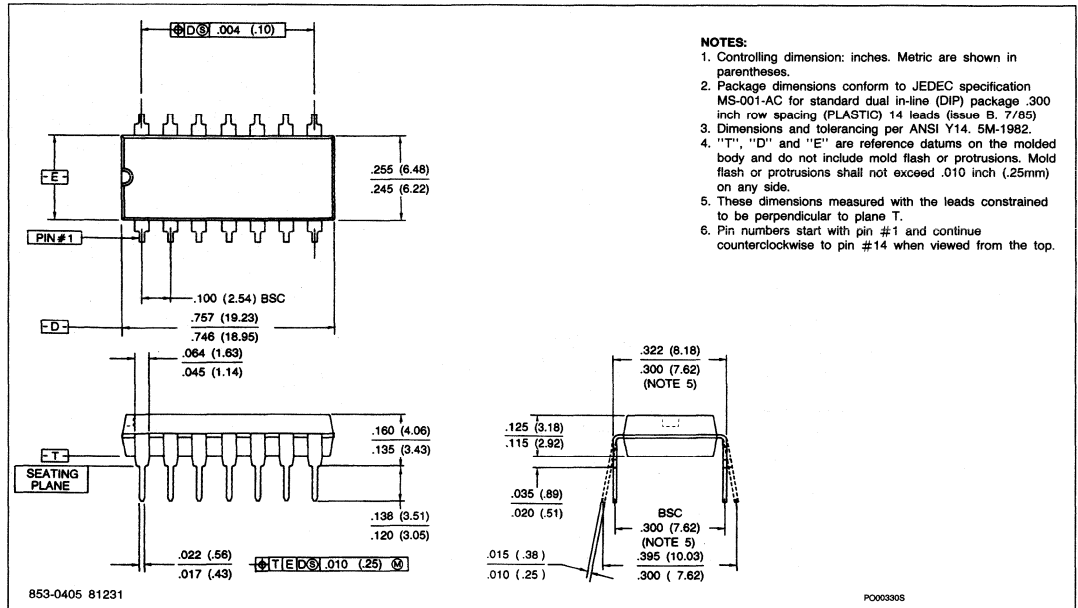 ⌖ D Ⓢ .004 (.10)
NOTES:
1. Controlling dimension: inches. Metric are shown in
parentheses.
2. Package dimensions conform to JEDEC specification
MS-001-AC for standard dual in-line (DIP) package .300
inch row spacing (PLASTIC) 14 leads (issue B. 7/85)
3. Dimensions and tolerancing per ANSI Y14. 5M-1982.
4. "T", "D" and "E" are reference datums on the molded
body and do not include mold flash or protrusions. Mold
flash or protrusions shall not exceed .010 inch (.25mm)
on any side.
5. These dimensions measured with the leads constrained
to be perpendicular to plane T.
6. Pin numbers start with pin #1 and continue
counterclockwise to pin #14 when viewed from the top.
- E -
.255 (6.48)
.245 (6.22)
PIN #1
.100 (2.54) BSC
- D -
.757 (19.23)
.746 (18.95)
.064 (1.63)
.045 (1.14)
.160 (4.06)
.135 (3.43)
- T -
SEATING
PLANE
.138 (3.51)
.120 (3.05)
.022 (.56)
.017 (.43)
⌖ T E D Ⓢ .010 (.25) Ⓜ
.322 (8.18)
.300 (7.62)
(NOTE 5)
.125 (3.18)
.115 (2.92)
.035 (.89)
.020 (.51)
BSC
.300 (7.62)
(NOTE 5)
.395 (10.03)
.300 ( 7.62)
.015 ( .38)
.010 ( .25 )
853-0405 81231
PO00330S